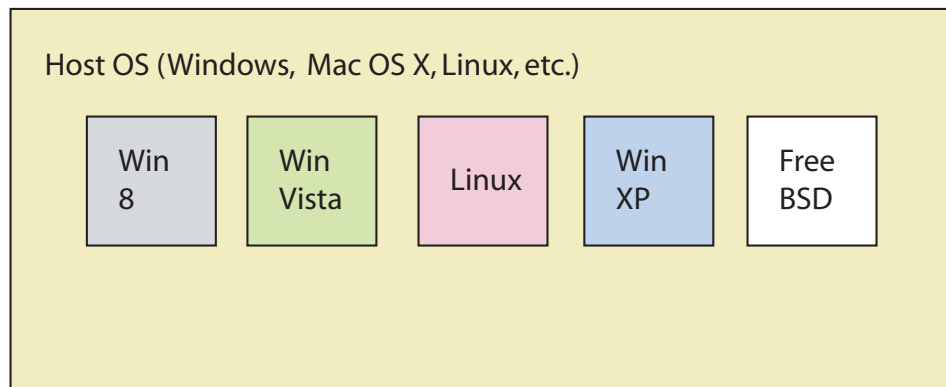 Host OS (Windows, Mac OS X, Linux, etc.)
Win
8
Win
Vista
Linux
Win
XP
Free
BSD